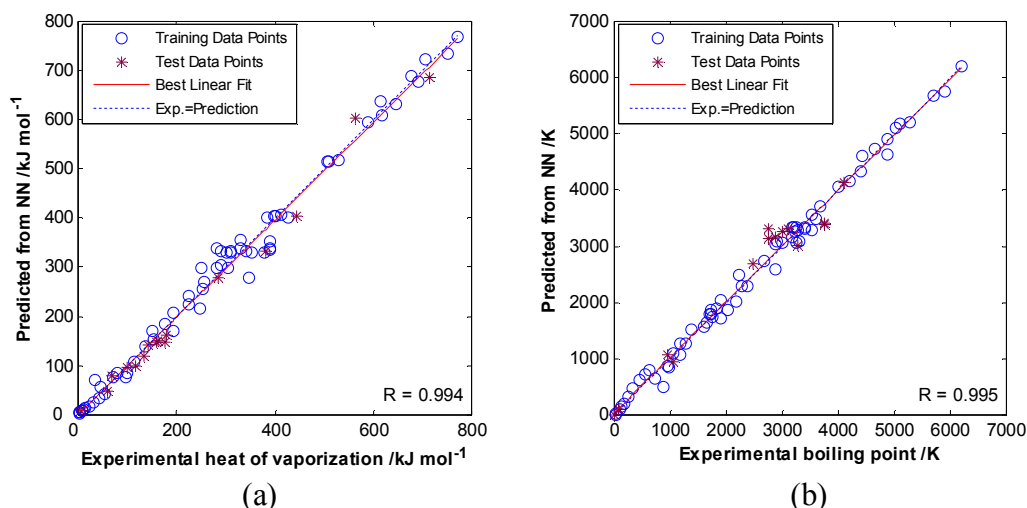 800
700
600
500
400
300
200
100
0
0
200
400
600
800
Predicted from NN /kJ mol⁻¹
Experimental heat of vaporization /kJ mol⁻¹
Training Data Points
Test Data Points
Best Linear Fit
Exp.=Prediction
R = 0.994
(a)
7000
6000
5000
4000
3000
2000
1000
0
0
1000
2000
3000
4000
5000
6000
7000
Predicted from NN /K
Experimental boiling point /K
Training Data Points
Test Data Points
Best Linear Fit
Exp.=Prediction
R = 0.995
(b)